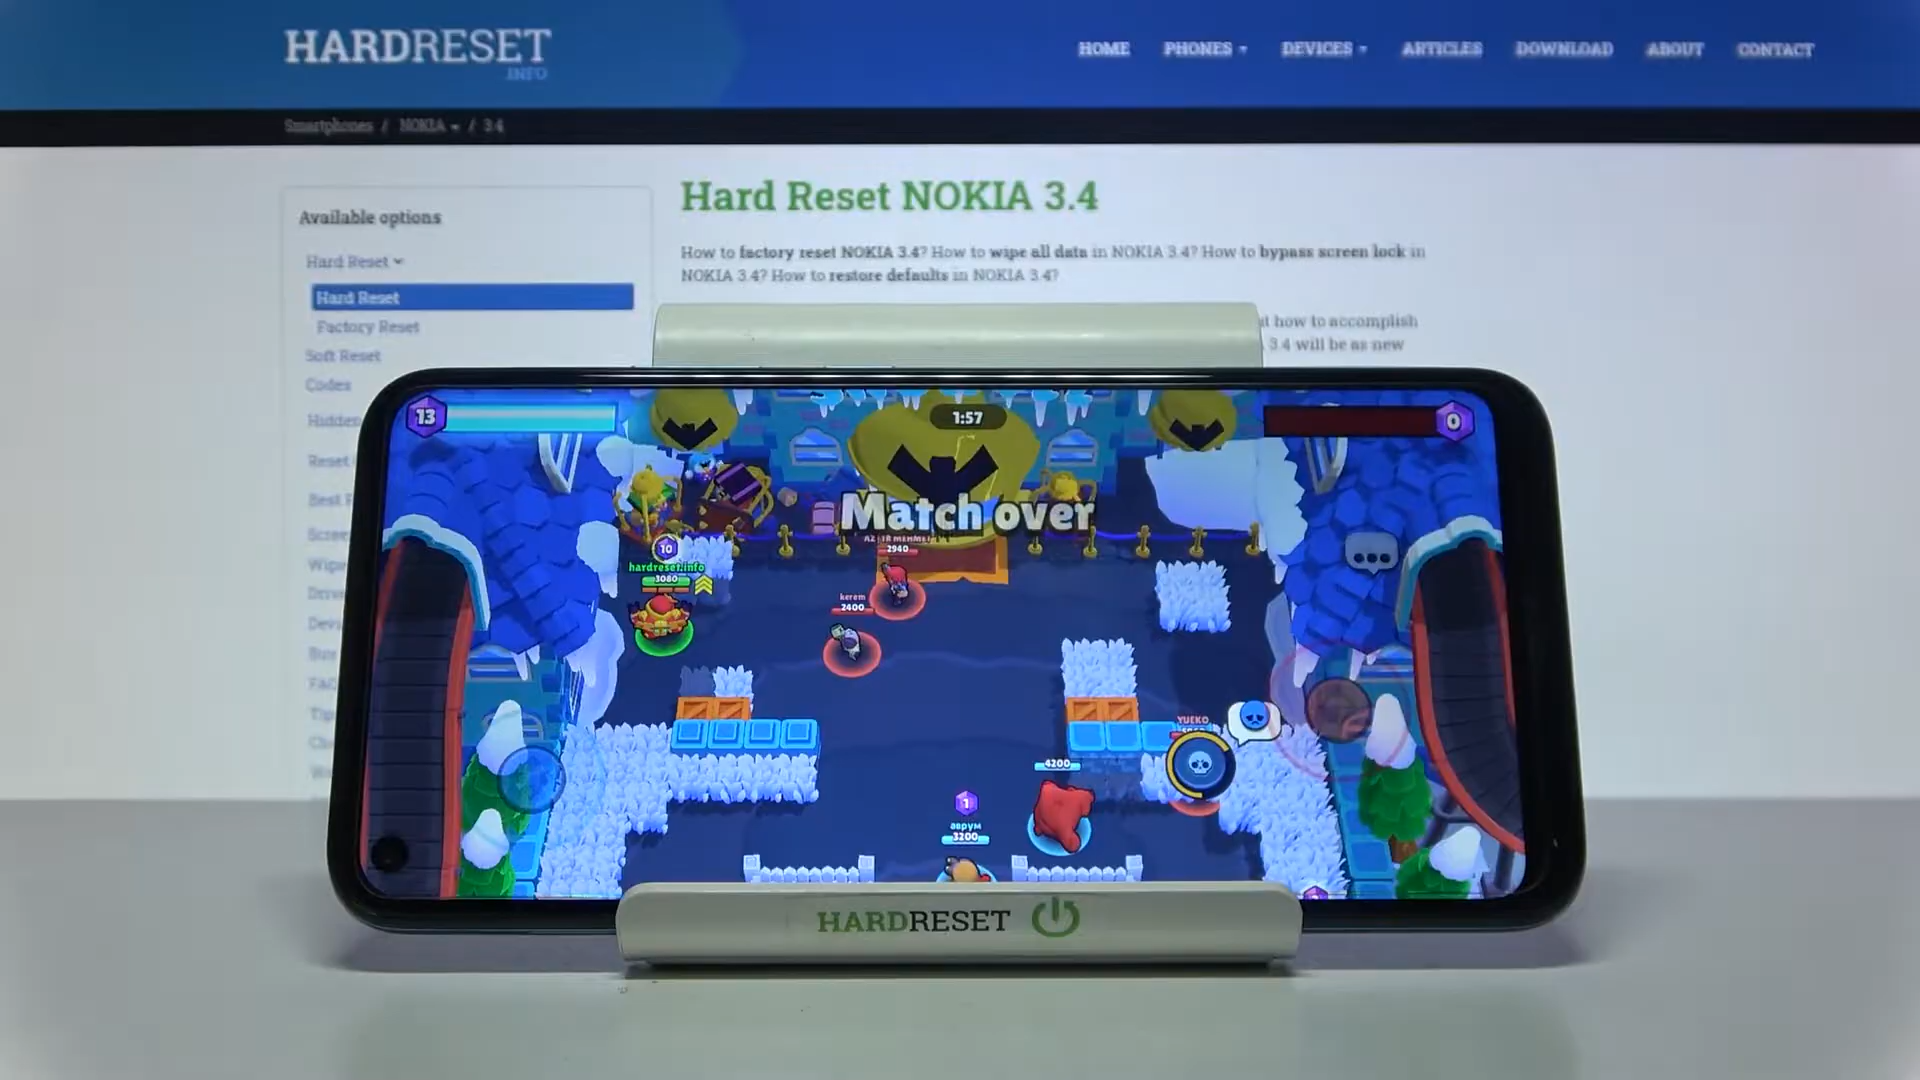 HARDRESET
.INFO
HOME PHONES DEVICES ARTICLES DOWNLOAD ABOUT CONTACT
Smartphones / NOKIA / 3.4
Available options
Hard Reset
Hard Reset
Factory Reset
Soft Reset
Codes
Hidden
Reset
Best
Hard Reset NOKIA 3.4
How to factory reset NOKIA 3.4? How to wipe all data in NOKIA 3.4? How to bypass screen lock in
NOKIA 3.4? How to restore defaults in NOKIA 3.4?
how to accomplish
3.4 will be as new
13
1:57
0
Match over
2940
10
hardreset.info
3080
kerem
2400
YUEKO
4200
1
аврум
3200
HARDRESET